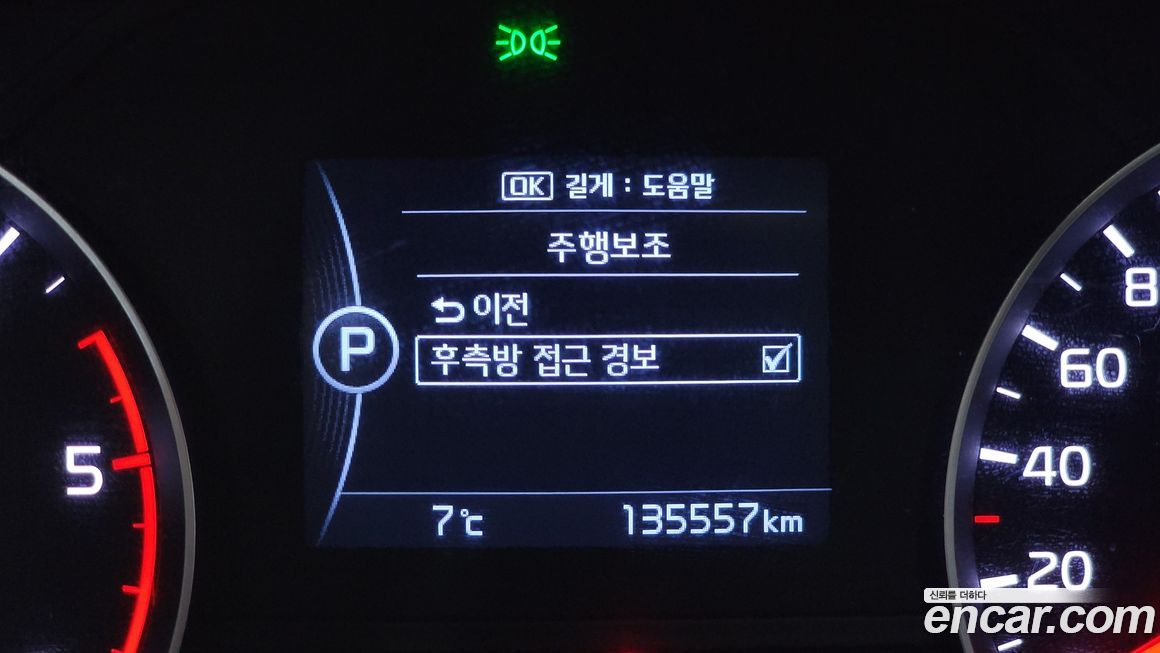 OK 길게 : 도움말
주행보조
이전
P
후측방 접근 경보
7℃
135557km
5
8
60
40
20
신뢰를 더하다
encar.com